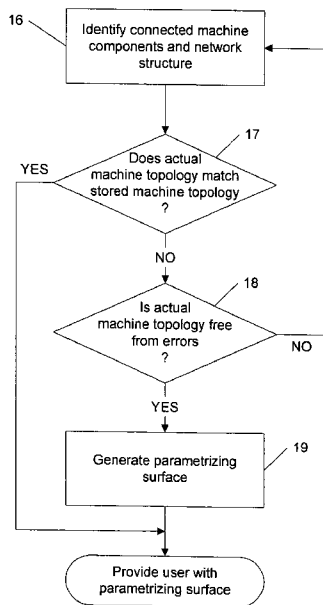 16
Identify connected machine
components and network
structure
17
YES
Does actual
machine topology match
stored machine topology
?
NO
18
Is actual
machine topology free
from errors
?
NO
YES
19
Generate parametrizing
surface
Provide user with
parametrizing surface